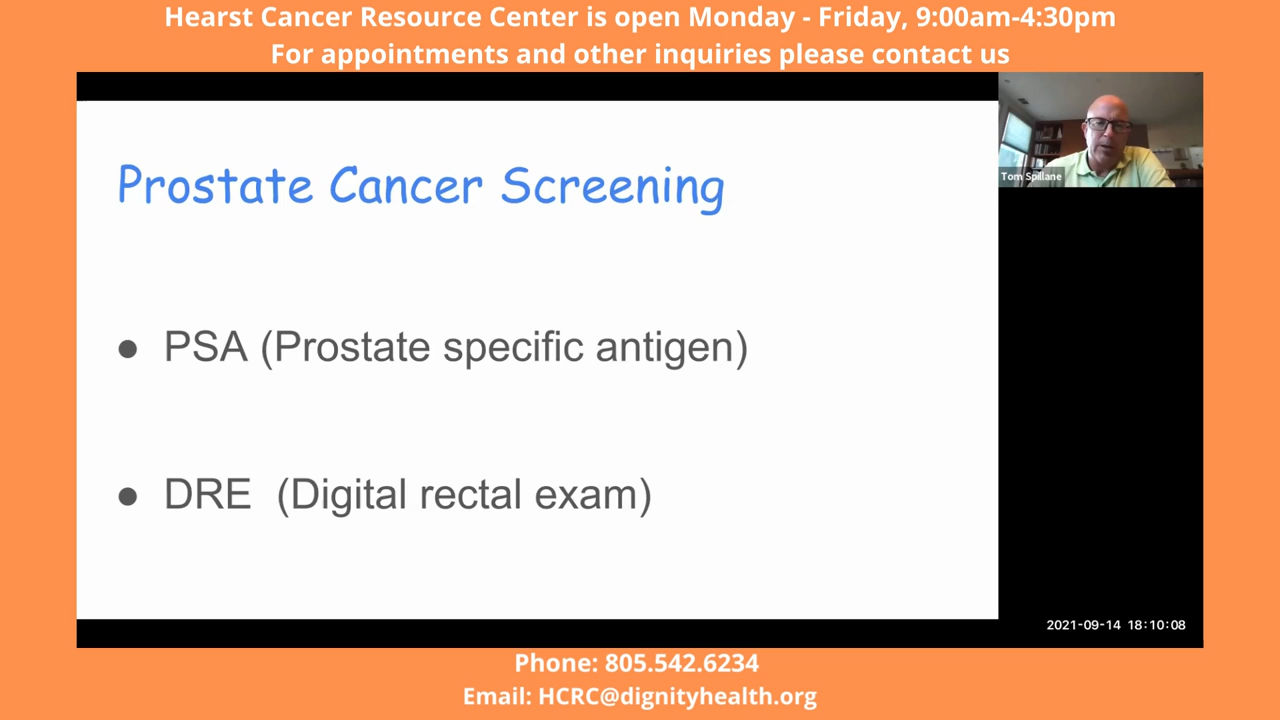 Hearst Cancer Resource Center is open Monday - Friday, 9:00am-4:30pm
For appointments and other inquiries please contact us
Prostate Cancer Screening
● PSA (Prostate specific antigen)
● DRE (Digital rectal exam)
Tom Spillane
2021-09-14 18:10:08
Phone: 805.542.6234
Email: HCRC@dignityhealth.org